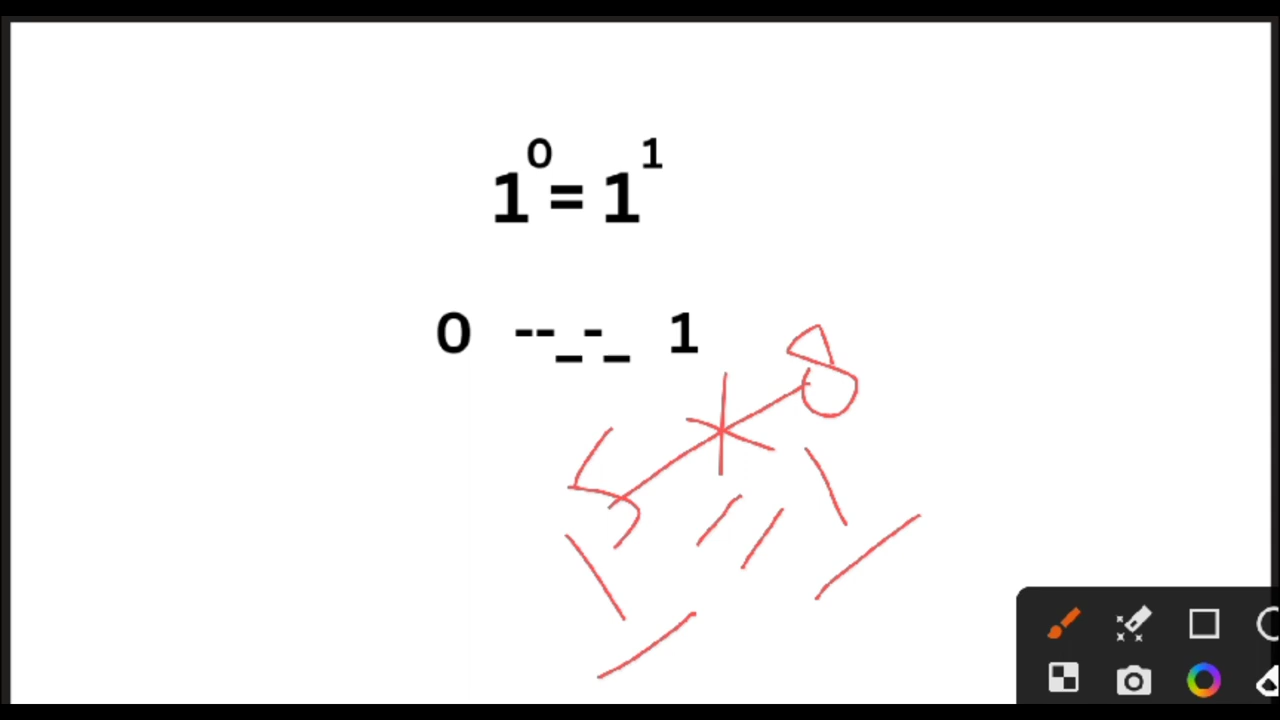 1⁰= 1¹
0 --_-_ 1